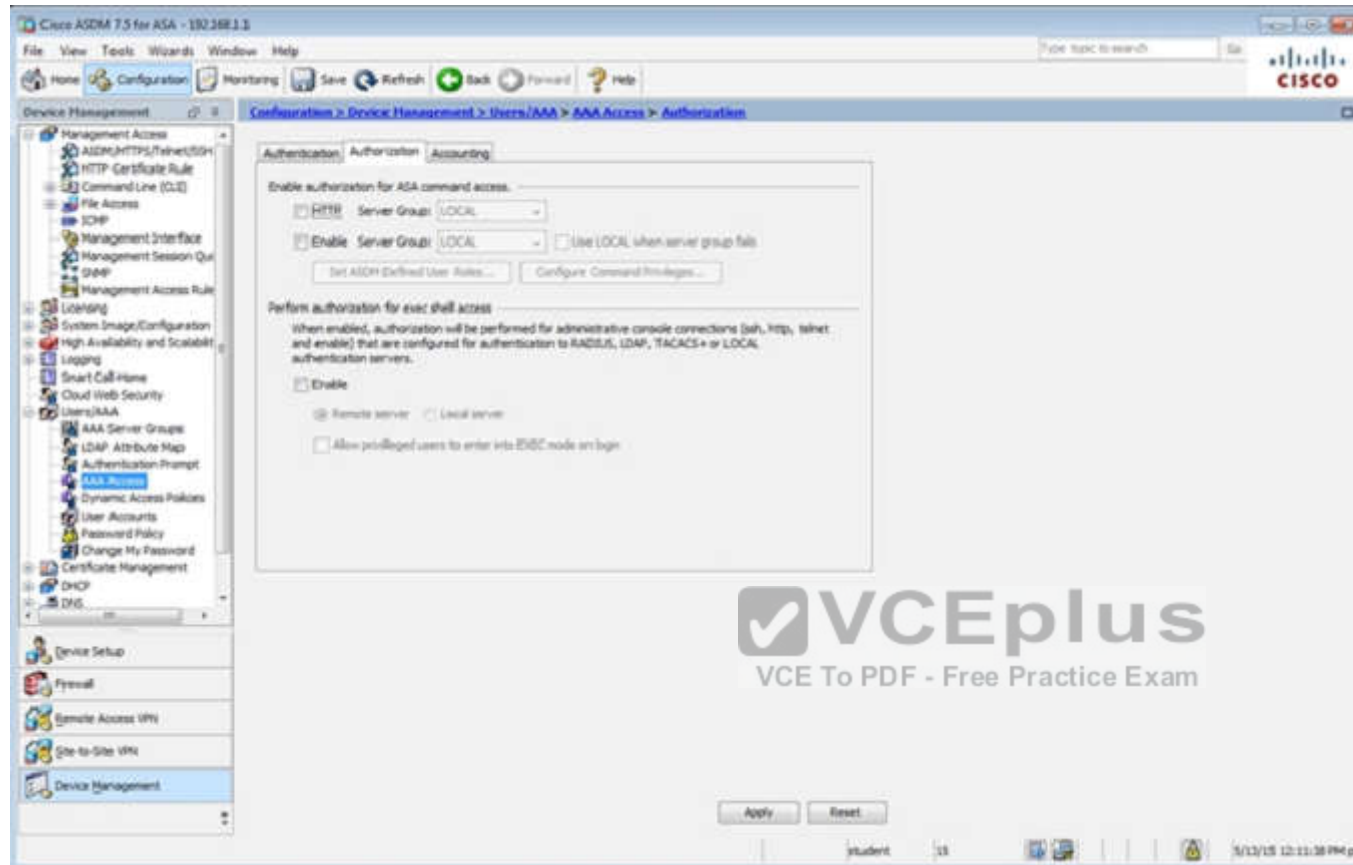 Cisco ASDM 7.5 for ASA - 192.168.1.1
File View Tools Wizards Window Help
Type topic to search
Go
Home Configuration Monitoring Save Refresh Back Forward Help
CISCO
Device Management
Configuration > Device Management > Users/AAA > AAA Access > Authorization
Management Access
ASDM/HTTPS/Telnet/SSH
HTTP Certificate Rule
Command Line (CLI)
File Access
ICMP
Management Interface
Management Session Quo
SNMP
Management Access Rule
Licensing
System Image/Configuration
High Availability and Scalabilit
Logging
Smart Call-Home
Cloud Web Security
Users/AAA
AAA Server Groups
LDAP Attribute Map
Authentication Prompt
AAA Access
Dynamic Access Policies
User Accounts
Password Policy
Change My Password
Certificate Management
DHCP
DNS
Device Setup
Firewall
Remote Access VPN
Site-to-Site VPN
Device Management
Authentication Authorization Accounting
Enable authorization for ASA command access.
HTTP Server Group: LOCAL
Enable Server Group: LOCAL Use LOCAL when server group fails
Set ASDM Defined User Roles... Configure Command Privileges...
Perform authorization for exec shell access
When enabled, authorization will be performed for administrative console connections (ssh, http, telnet
and enable) that are configured for authentication to RADIUS, LDAP, TACACS+ or LOCAL
authentication servers.
Enable
Remote server Local server
Allow privileged users to enter into EXEC mode on login
VCEplus
VCE To PDF - Free Practice Exam
Apply Reset
student 15
5/13/15 12:11:38 PM